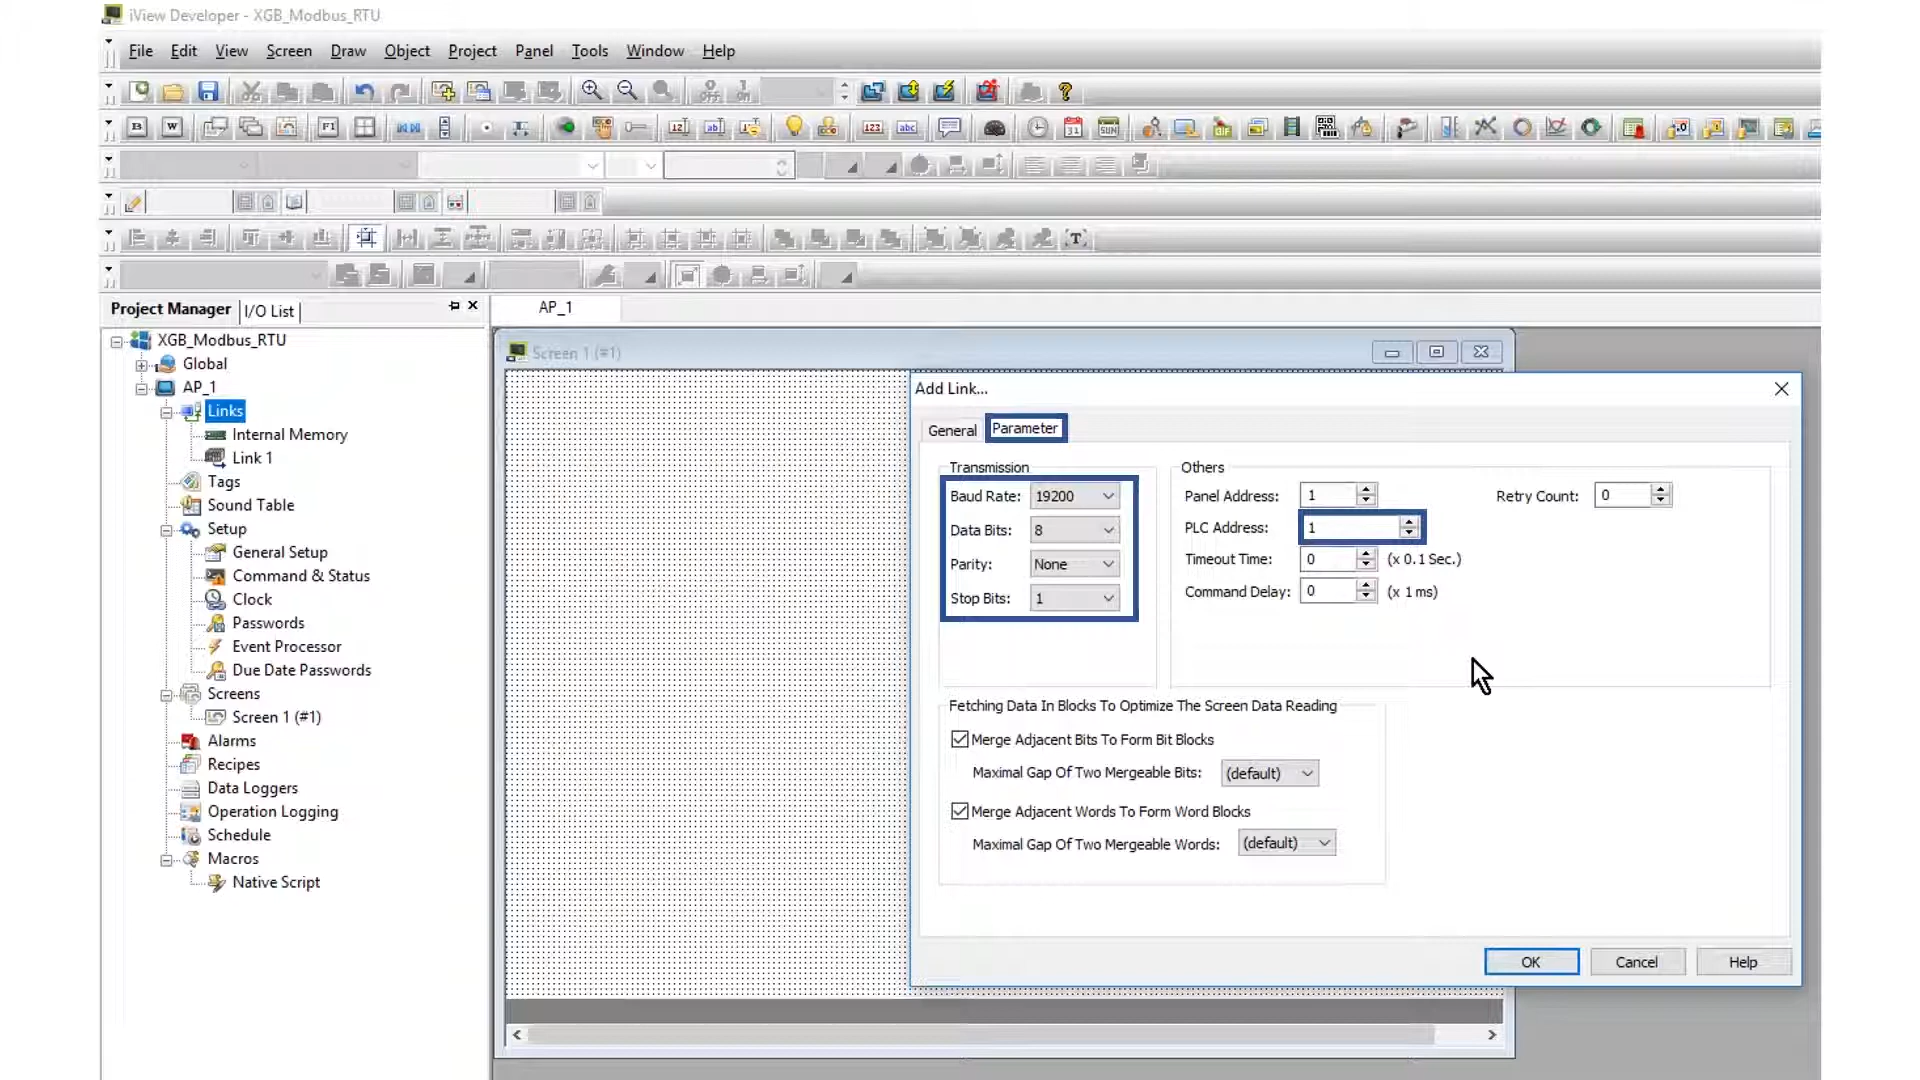 iView Developer - XGB_Modbus_RTU
File Edit View Screen Draw Object Project Panel Tools Window Help
Project Manager I/O List
AP_1
XGB_Modbus_RTU
Global
AP_1
Links
Internal Memory
Link 1
Tags
Sound Table
Setup
General Setup
Command & Status
Clock
Passwords
Event Processor
Due Date Passwords
Screens
Screen 1 (#1)
Alarms
Recipes
Data Loggers
Operation Logging
Schedule
Macros
Native Script
Screen 1 (#1)
Add Link...
General Parameter
Transmission
Baud Rate: 19200
Data Bits: 8
Parity: None
Stop Bits: 1
Others
Panel Address: 1
Retry Count: 0
PLC Address: 1
Timeout Time: 0 (x 0.1 Sec.)
Command Delay: 0 (x 1 ms)
Fetching Data In Blocks To Optimize The Screen Data Reading
Merge Adjacent Bits To Form Bit Blocks
Maximal Gap Of Two Mergeable Bits: (default)
Merge Adjacent Words To Form Word Blocks
Maximal Gap Of Two Mergeable Words: (default)
OK Cancel Help